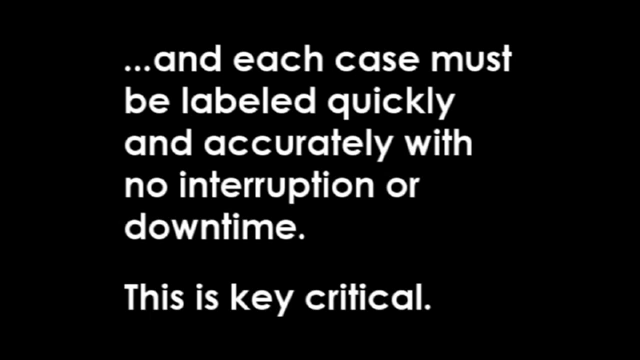 ...and each case must
be labeled quickly
and accurately with
no interruption or
downtime.
This is key critical.